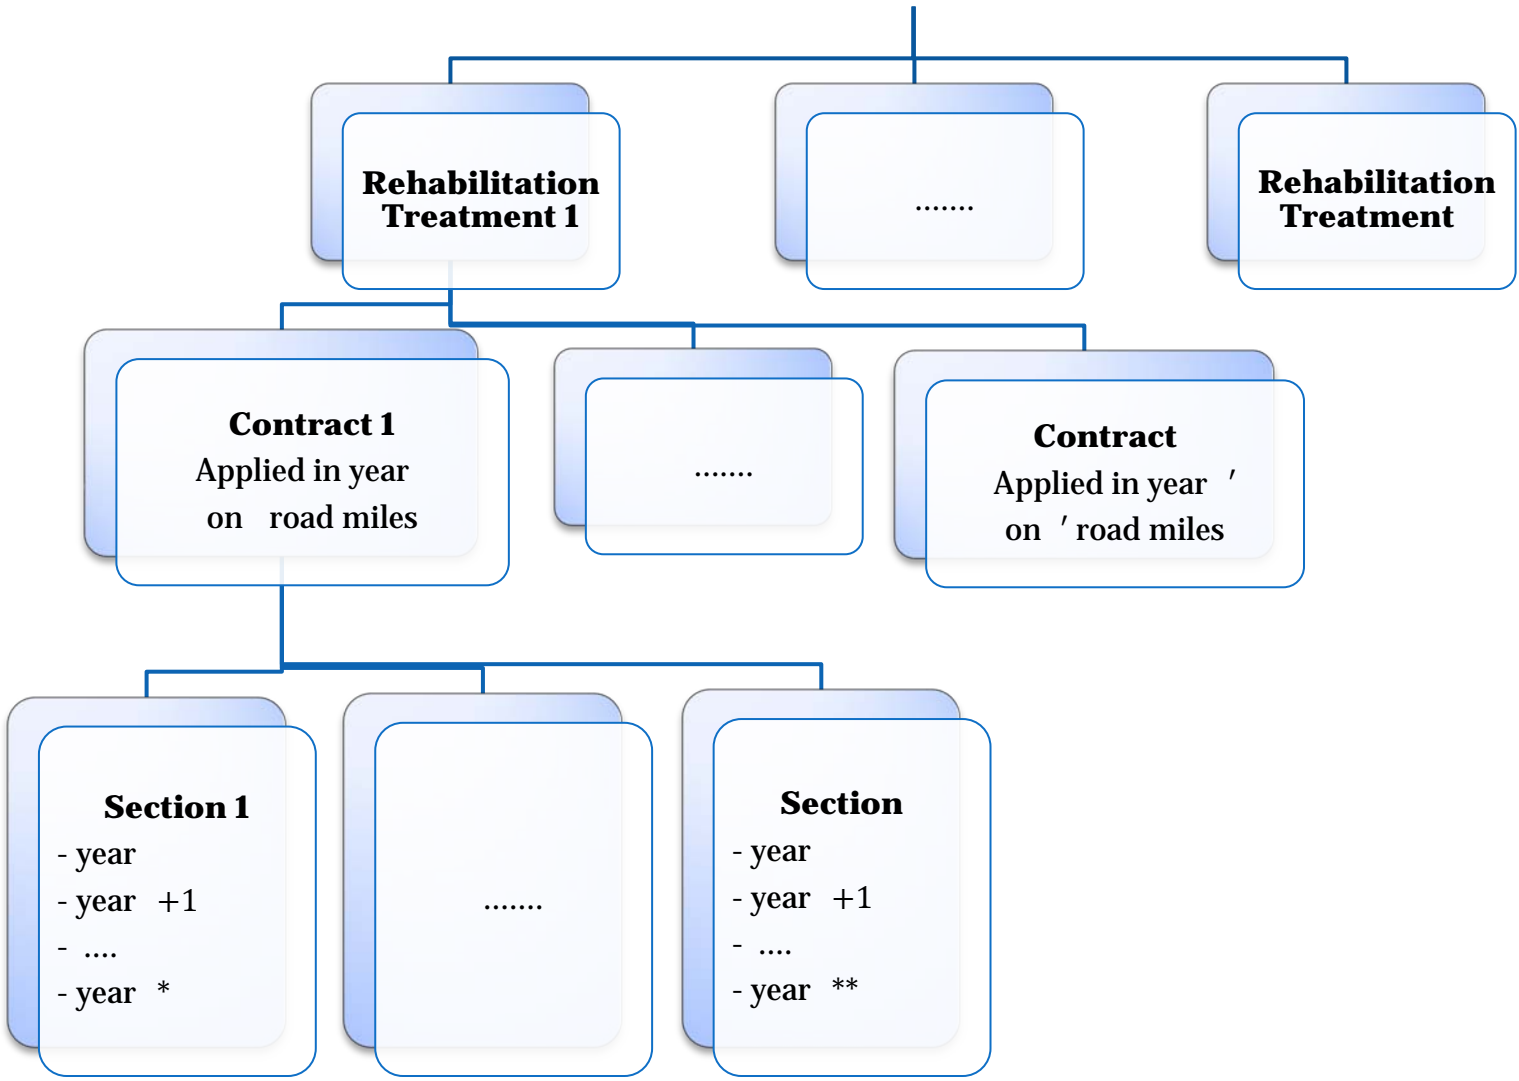 Rehabilitation
Treatment 1
.......
Rehabilitation
Treatment
Contract 1
Applied in year
on road miles
.......
Contract
Applied in year ′
on ′ road miles
Section 1
- year
- year +1
- ....
- year *
.......
Section
- year
- year +1
- ....
- year **